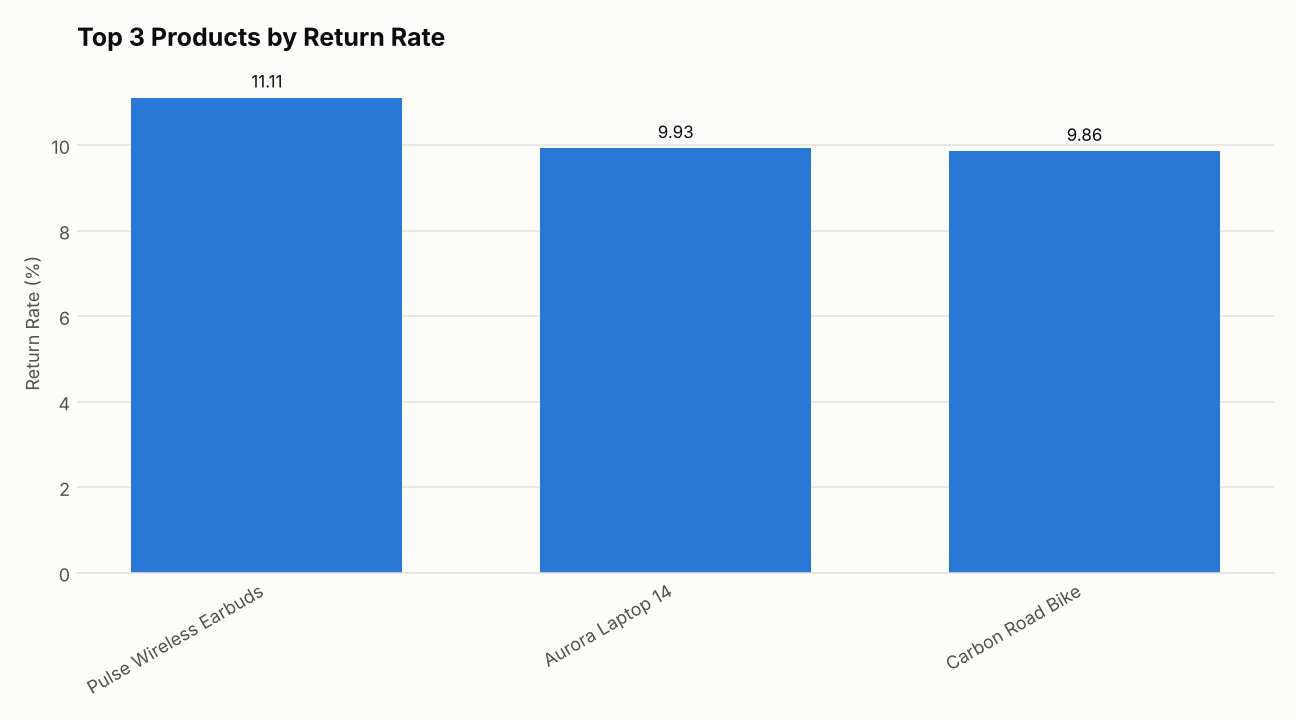 Top 3 Products by Return Rate
11.11
9.93
9.86
10
8
6
4
2
0
Return Rate (%)
Pulse Wireless Earbuds
Aurora Laptop 14
Carbon Road Bike